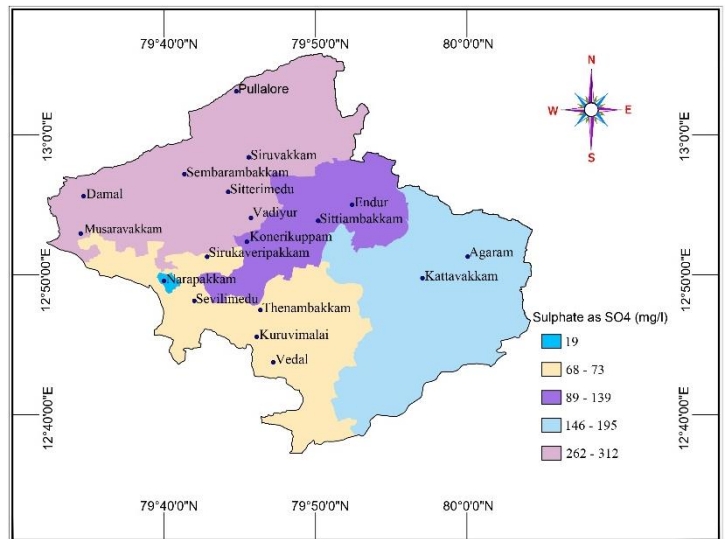 79°40'0"N 79°50'0"N 80°0'0"N
N
W E
S
13°0'0"E 13°0'0"E
Pullalore
Siruvakkam
Sembarambakkam
Sitterimedu
Damal
Endur
Vadiyur
Sittiambakkam
Musaravakkam
Konerikuppam
Sirukaveripakkam
Agaram
12°50'0"E 12°50'0"E
Narapakkam
Kattavakkam
Sevilimedu
Thenambakkam
Kuruvimalai
Vedal
Sulphate as SO4 (mg/l)
19
68 - 73
89 - 139
146 - 195
262 - 312
12°40'0"E 12°40'0"E
79°40'0"N 79°50'0"N 80°0'0"N